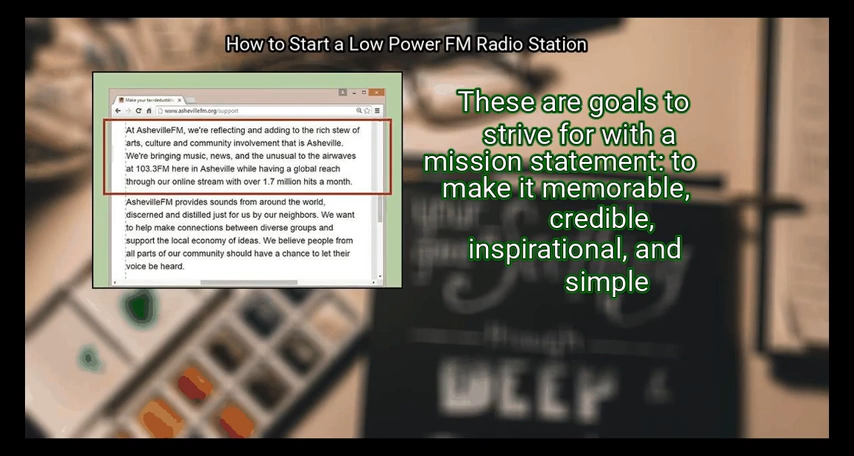 How to Start a Low Power FM Radio Station
Make your tax-deductible
www.ashevillefm.org/support
At AshevilleFM, we're reflecting and adding to the rich stew of
arts, culture and community involvement that is Asheville.
We're bringing music, news, and the unusual to the airwaves
at 103.3FM here in Asheville while having a global reach
through our online stream with over 1.7 million hits a month.
AshevilleFM provides sounds from around the world,
discerned and distilled just for us by our neighbors. We want
to help make connections between diverse groups and
support the local economy of ideas. We believe people from
all parts of our community should have a chance to let their
voice be heard.
These are goals to
strive for with a
mission statement: to
make it memorable,
credible,
inspirational, and
simple
through
DEEP